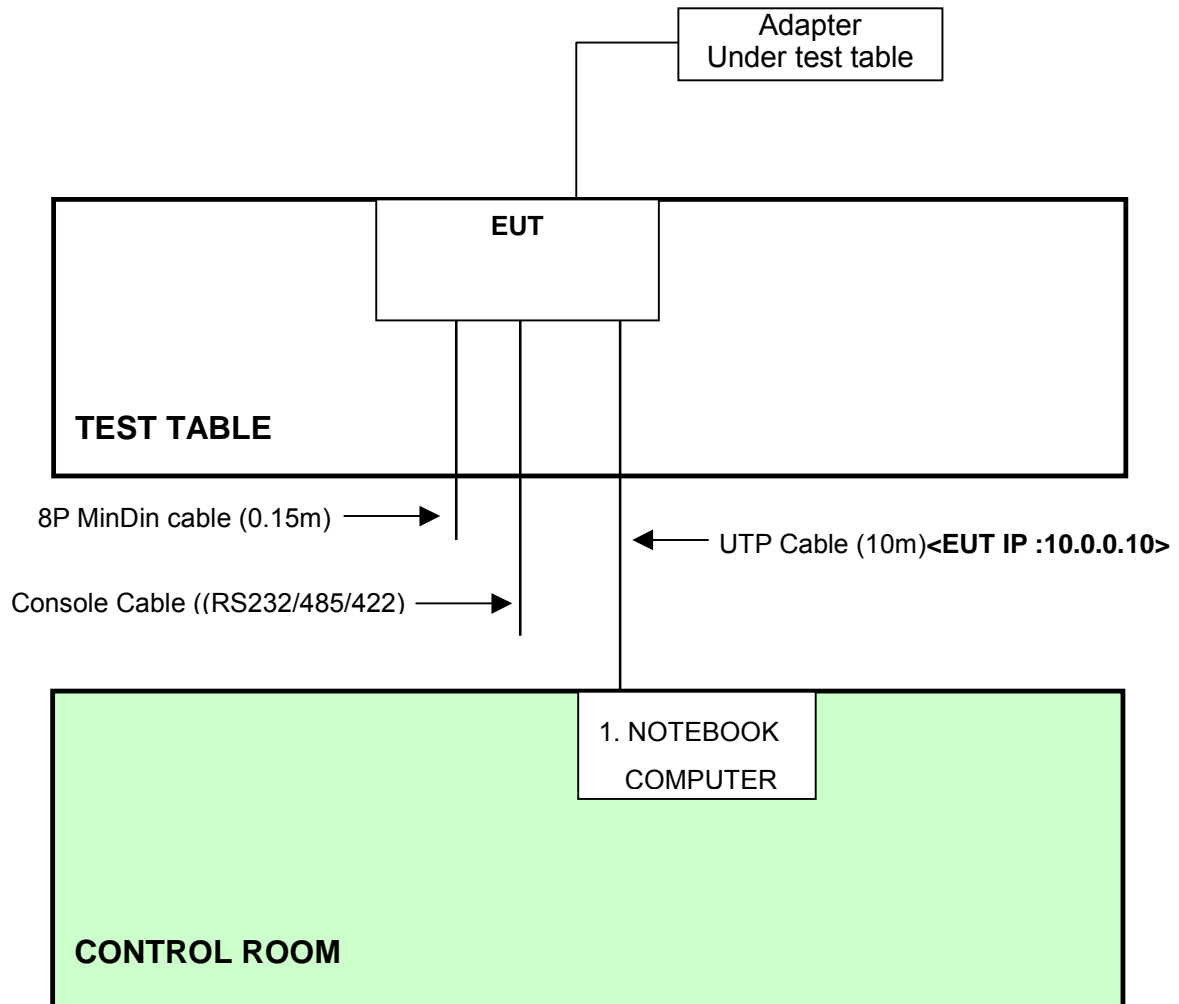 Adapter
Under test table
EUT
TEST TABLE
8P MinDin cable (0.15m)
UTP Cable (10m)<EUT IP :10.0.0.10>
Console Cable ((RS232/485/422)
1. NOTEBOOK
COMPUTER
CONTROL ROOM